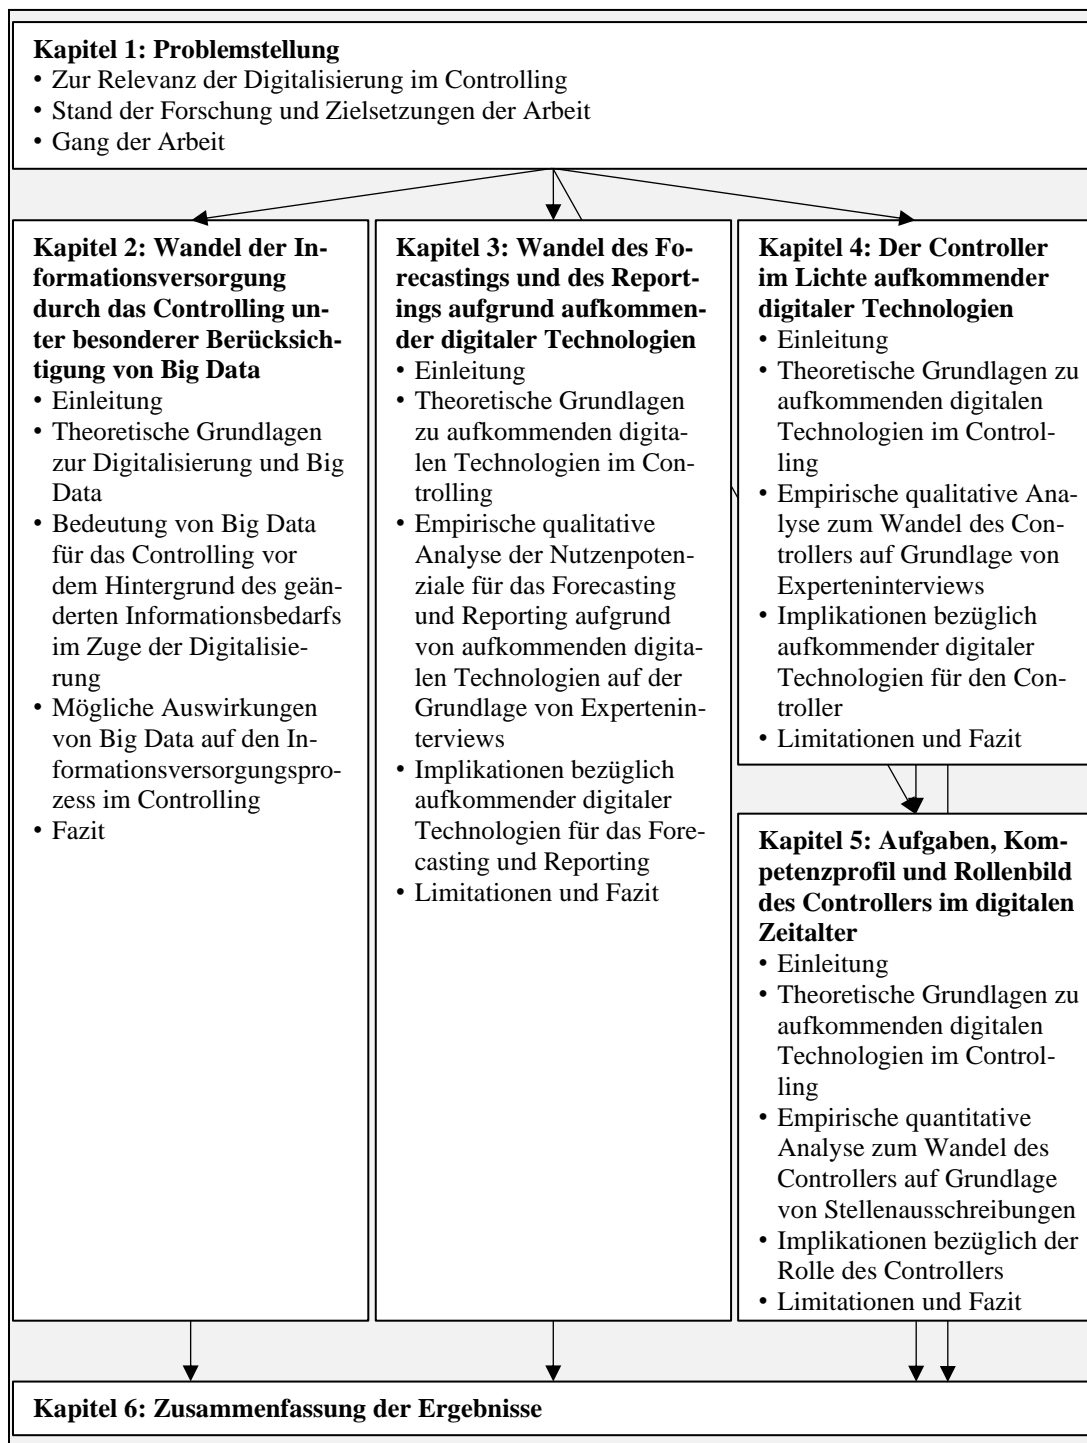 Kapitel 1: Problemstellung
• Zur Relevanz der Digitalisierung im Controlling
• Stand der Forschung und Zielsetzungen der Arbeit
• Gang der Arbeit
Kapitel 2: Wandel der In-
formationsversorgung
durch das Controlling un-
ter besonderer Berücksich-
tigung von Big Data
• Einleitung
• Theoretische Grundlagen
zur Digitalisierung und Big
Data
• Bedeutung von Big Data
für das Controlling vor
dem Hintergrund des geän-
derten Informationsbedarfs
im Zuge der Digitalisie-
rung
• Mögliche Auswirkungen
von Big Data auf den In-
formationsversorgungspro-
zess im Controlling
• Fazit
Kapitel 3: Wandel des Fo-
recastings und des Report-
ings aufgrund aufkommen-
der digitaler Technologien
• Einleitung
• Theoretische Grundlagen
zu aufkommenden digita-
len Technologien im Con-
trolling
• Empirische qualitative
Analyse der Nutzenpoten-
ziale für das Forecasting
und Reporting aufgrund
von aufkommenden digita-
len Technologien auf der
Grundlage von Expertenin-
terviews
• Implikationen bezüglich
aufkommender digitaler
Technologien für das Fore-
casting und Reporting
• Limitationen und Fazit
Kapitel 4: Der Controller
im Lichte aufkommender
digitaler Technologien
• Einleitung
• Theoretische Grundlagen zu
aufkommenden digitalen
Technologien im Control-
ling
• Empirische qualitative Ana-
lyse zum Wandel des
Controllers auf Grundlage von
Experteninterviews
• Implikationen bezüglich
aufkommender digitaler
Technologien für den Con-
troller
• Limitationen und Fazit
Kapitel 5: Aufgaben, Kom-
petenzprofil und Rollenbild
des Controllers im digitalen
Zeitalter
• Einleitung
• Theoretische Grundlagen zu
aufkommenden digitalen
Technologien im Control-
ling
• Empirische quantitative
Analyse zum Wandel des
Controllers auf Grundlage
von Stellenausschreibungen
• Implikationen bezüglich der
Rolle des Controllers
• Limitationen und Fazit
Kapitel 6: Zusammenfassung der Ergebnisse